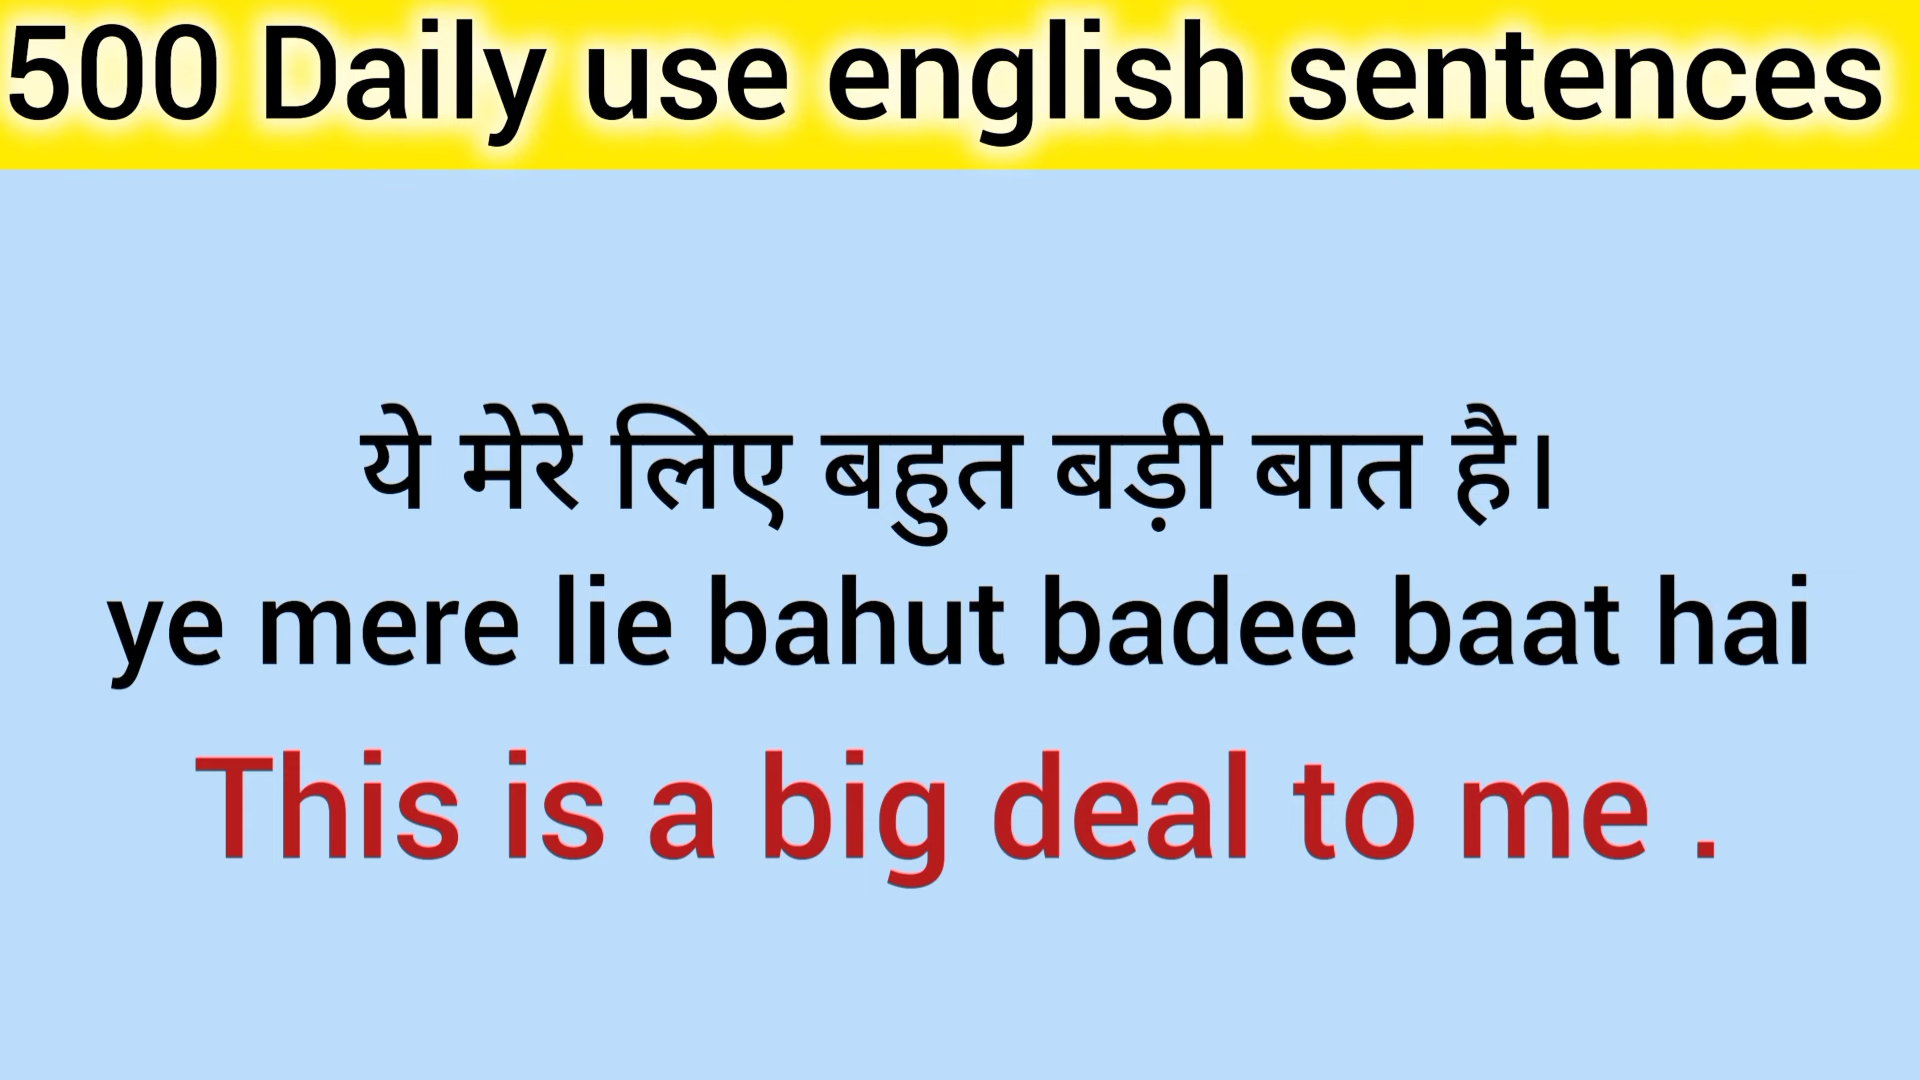 500 Daily use english sentences
ये मेरे लिए बहुत बड़ी बात है।
ye mere lie bahut badee baat hai
This is a big deal to me .